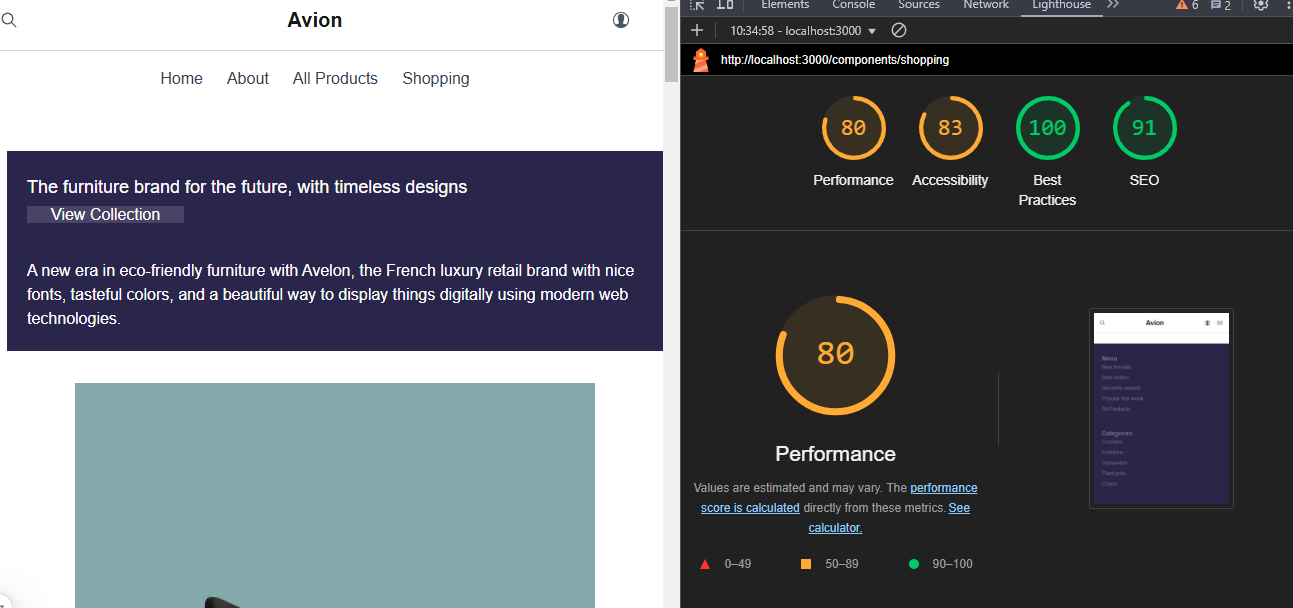 Avion
Home About All Products Shopping
The furniture brand for the future, with timeless designs
View Collection
A new era in eco-friendly furniture with Avelon, the French luxury retail brand with nice
fonts, tasteful colors, and a beautiful way to display things digitally using modern web
technologies.
Elements Console Sources Network Lighthouse 6 2
10:34:58 - localhost:3000
http://localhost:3000/components/shopping
80 83 100 91
Performance Accessibility Best Practices SEO
80
Performance
Values are estimated and may vary. The performance
score is calculated directly from these metrics. See
calculator.
0–49 50–89 90–100
Avion
Menu
New Arrivals
Best sellers
Recently viewed
Popular this week
All Products
Categories
Furniture
Homeware
Plant pots
Chairs